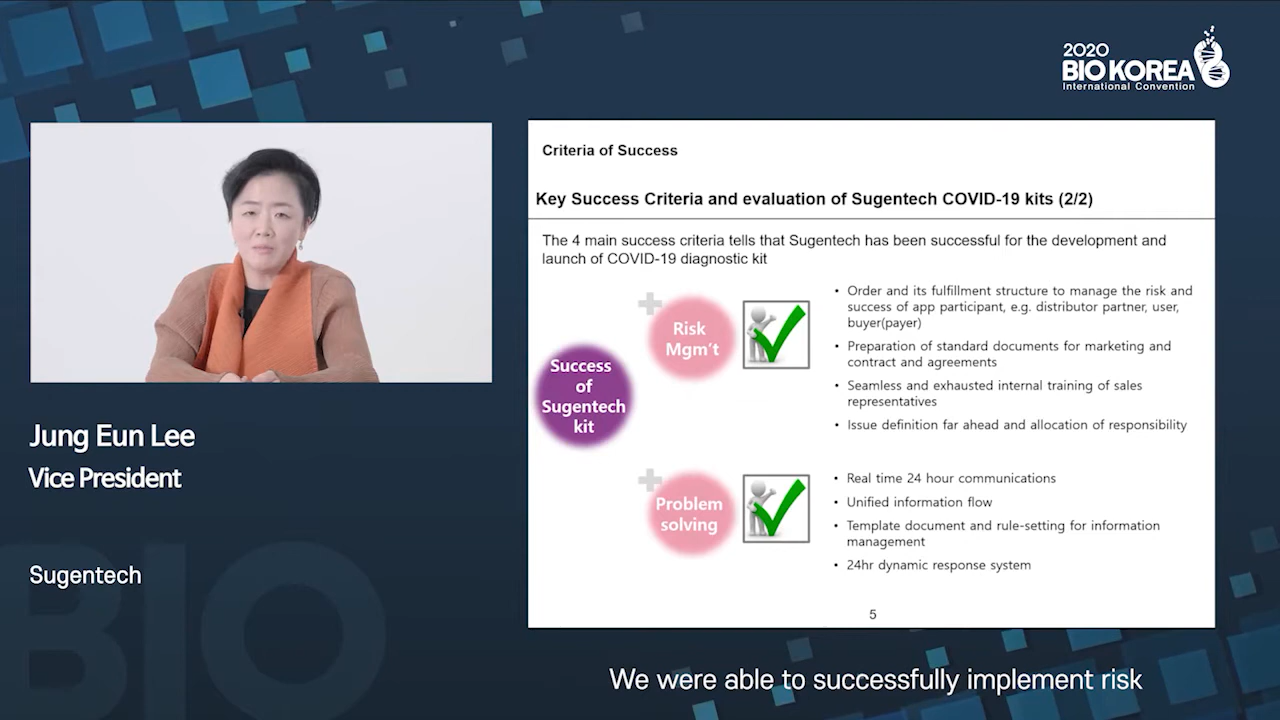 2020
BIO KOREA
International Convention
Criteria of Success
Key Success Criteria and evaluation of Sugentech COVID-19 kits (2/2)
The 4 main success criteria tells that Sugentech has been successful for the development and
launch of COVID-19 diagnostic kit
Success
of
Sugentech
kit
Risk
Mgm't
• Order and its fulfillment structure to manage the risk and
success of app participant, e.g. distributor partner, user,
buyer(payer)
• Preparation of standard documents for marketing and
contract and agreements
• Seamless and exhausted internal training of sales
representatives
• Issue definition far ahead and allocation of responsibility
Problem
solving
• Real time 24 hour communications
• Unified information flow
• Template document and rule-setting for information
management
• 24hr dynamic response system
5
Jung Eun Lee
Vice President
Sugentech
BIO
We were able to successfully implement risk